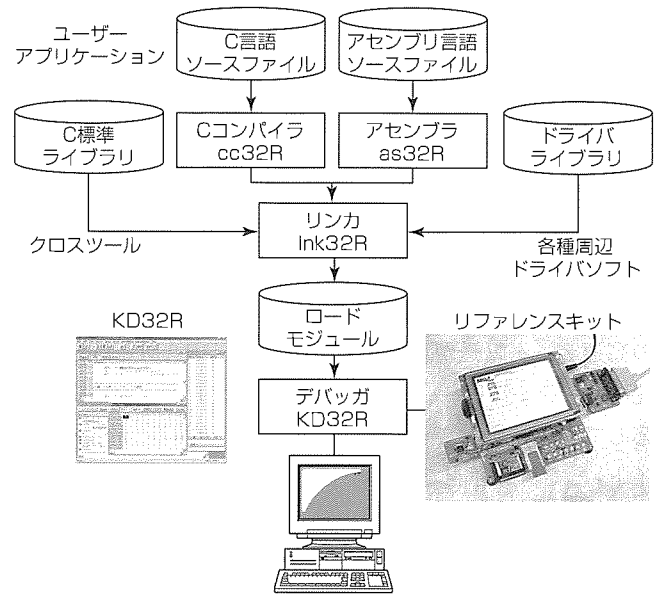 ユーザー
アプリケーション
C言語
ソースファイル
アセンブリ言語
ソースファイル
C標準
ライブラリ
Cコンパイラ
cc32R
アセンブラ
as32R
ドライバ
ライブラリ
リンカ
lnk32R
クロスツール
各種周辺
ドライバソフト
ロード
モジュール
KD32R
リファレンスキット
デバッガ
KD32R